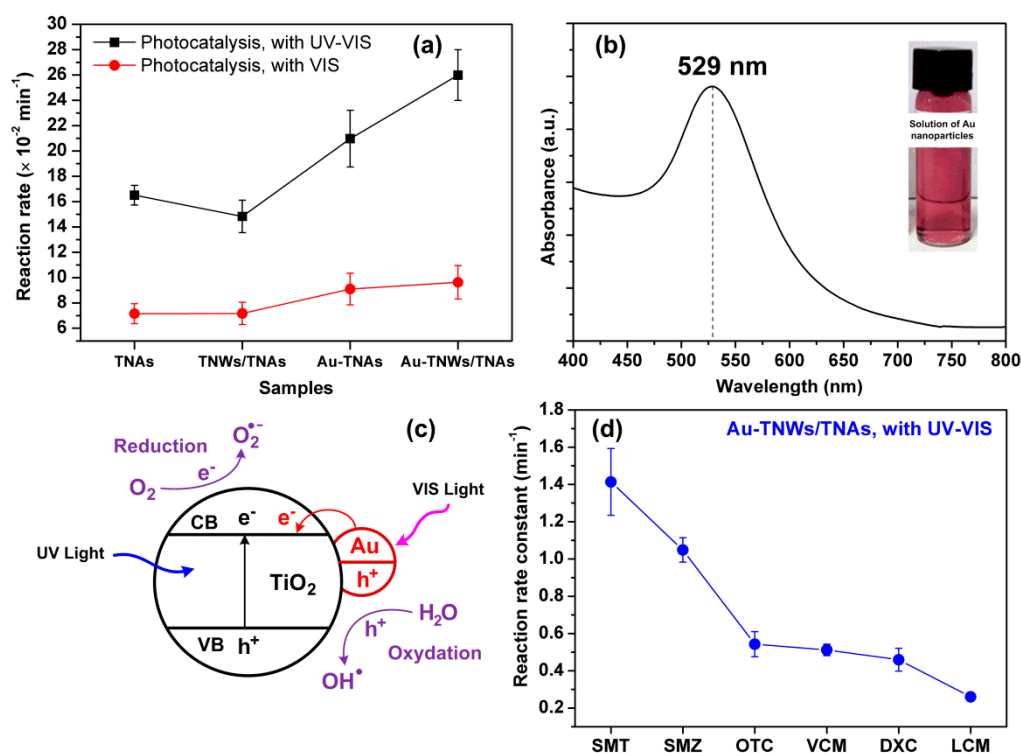 (a)
Photocatalysis, with UV-VIS
Photocatalysis, with VIS
Reaction rate (× 10⁻² min⁻¹)
30
28
26
24
22
20
18
16
14
12
10
8
6
TNAs
TNWs/TNAs
Au-TNAs
Au-TNWs/TNAs
Samples
(b)
529 nm
Solution of Au
nanoparticles
Absorbance (a.u.)
400
450
500
550
600
650
700
750
800
Wavelength (nm)
(c)
Reduction
O₂•⁻
e⁻
O₂
VIS Light
CB
e⁻
e⁻
Au
UV Light
h⁺
TiO₂
H₂O
h⁺
VB
h⁺
Oxydation
OH•
(d)
Au-TNWs/TNAs, with UV-VIS
Reaction rate constant (min⁻¹)
1.8
1.6
1.4
1.2
1.0
0.8
0.6
0.4
0.2
SMT
SMZ
OTC
VCM
DXC
LCM